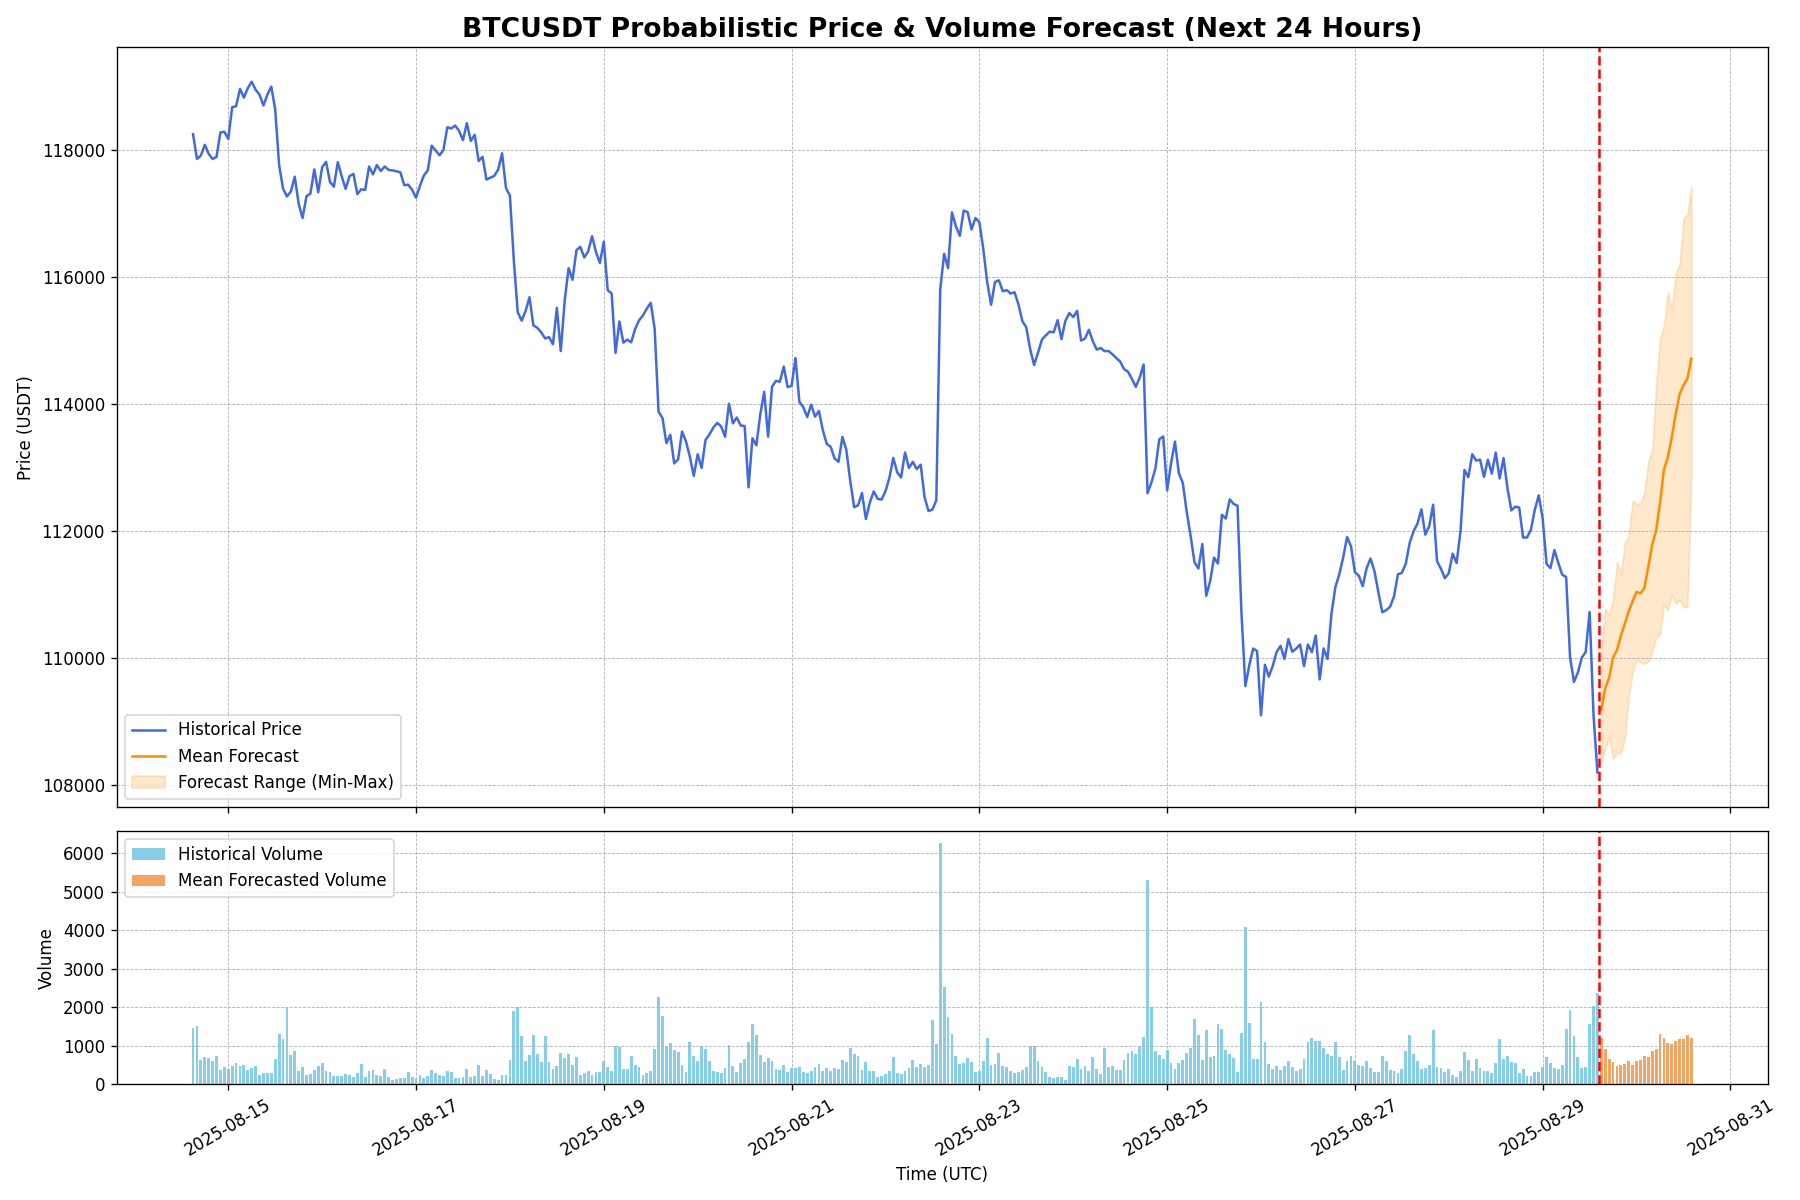 BTCUSDT Probabilistic Price & Volume Forecast (Next 24 Hours)
Price (USDT)
118000
116000
114000
112000
110000
108000
Historical Price
Mean Forecast
Forecast Range (Min-Max)
Volume
6000
5000
4000
3000
2000
1000
0
Historical Volume
Mean Forecasted Volume
2025-08-15
2025-08-17
2025-08-19
2025-08-21
2025-08-23
2025-08-25
2025-08-27
2025-08-29
2025-08-31
Time (UTC)